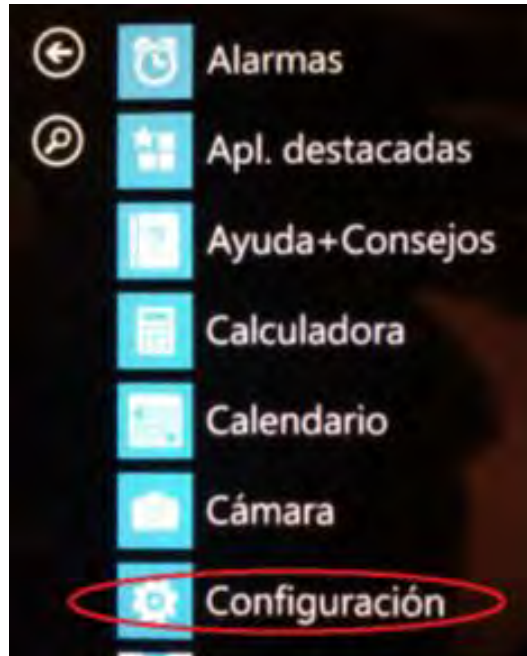 Alarmas
Apl. destacadas
Ayuda+Consejos
Calculadora
Calendario
Cámara
Configuración